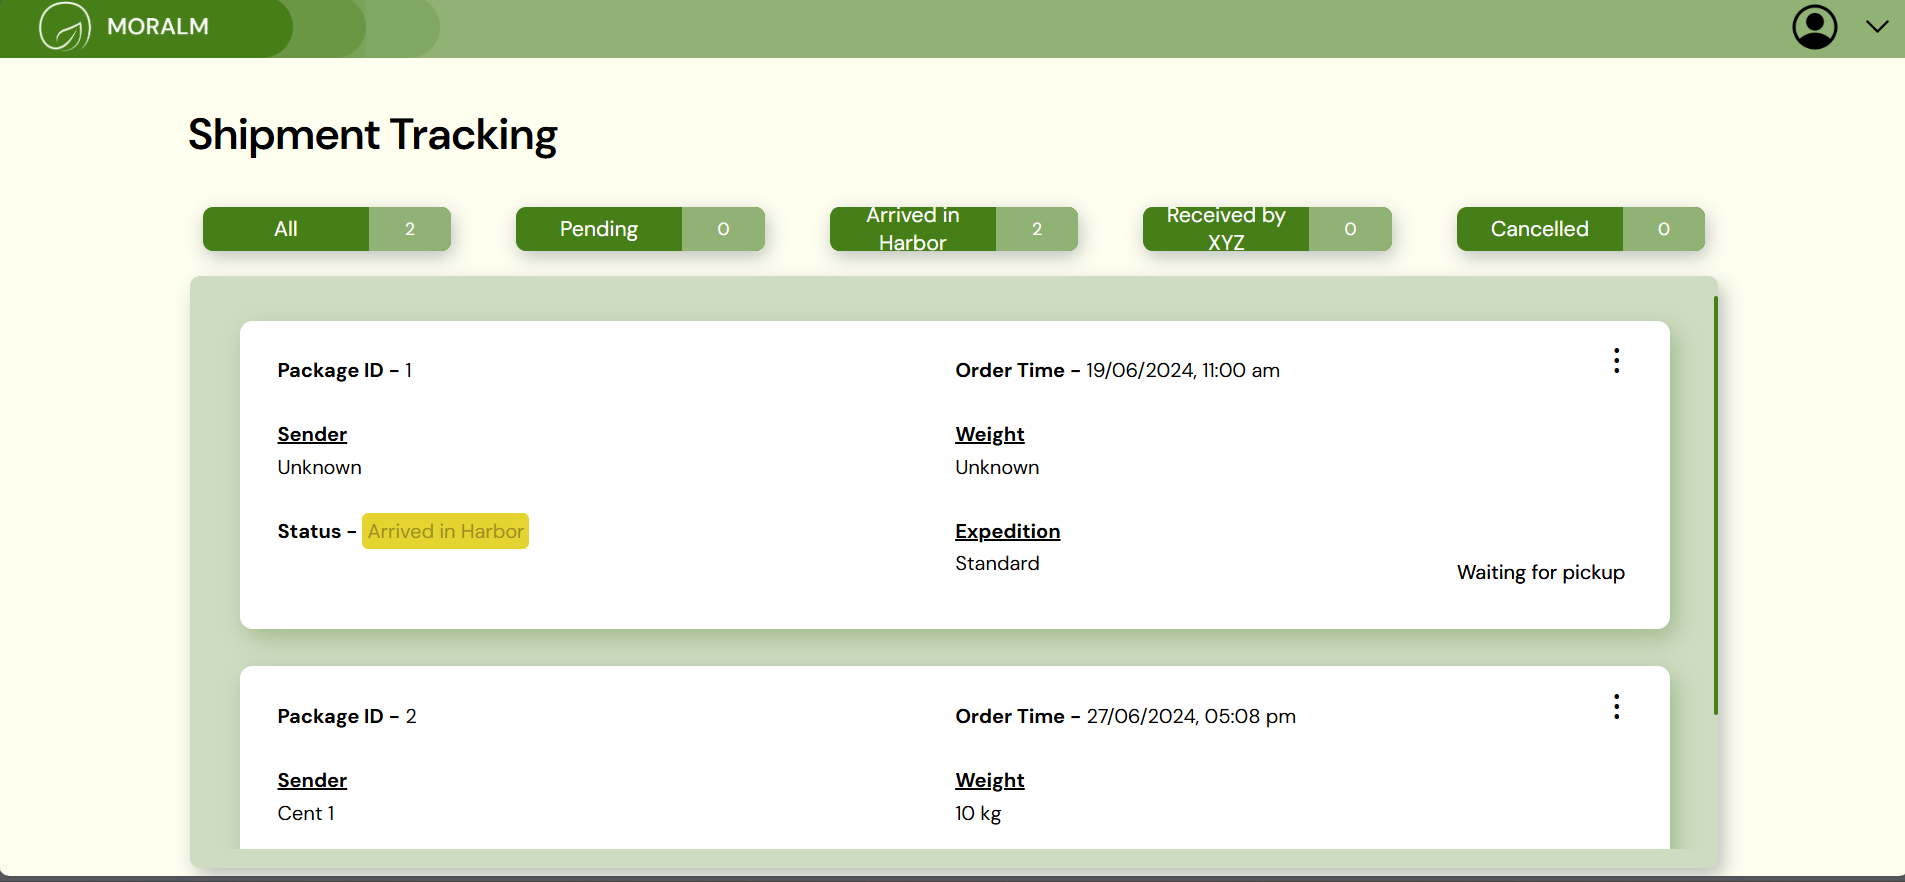 MORALM
Shipment Tracking
All 2
Pending 0
Arrived in
Harbor 2
Received by
XYZ 0
Cancelled 0
Package ID - 1
Order Time - 19/06/2024, 11:00 am
Sender
Unknown
Weight
Unknown
Status - Arrived in Harbor
Expedition
Standard
Waiting for pickup
Package ID - 2
Order Time - 27/06/2024, 05:08 pm
Sender
Cent 1
Weight
10 kg